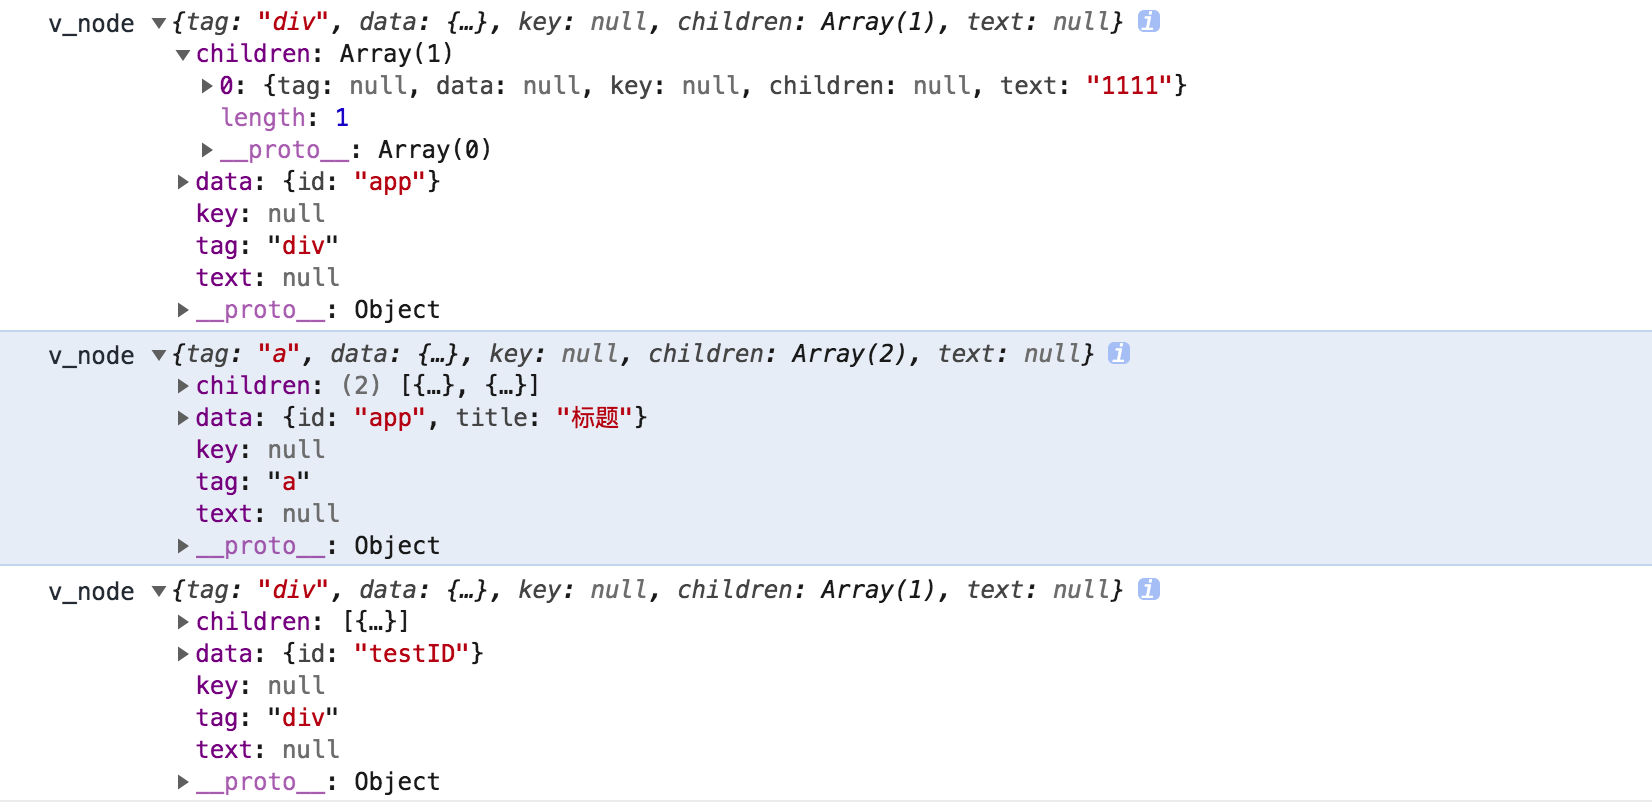 v_node ▼{tag: "div", data: {…}, key: null, children: Array(1), text: null} i
▼children: Array(1)
▶0: {tag: null, data: null, key: null, children: null, text: "1111"}
length: 1
▶__proto__: Array(0)
▶data: {id: "app"}
key: null
tag: "div"
text: null
▶__proto__: Object
v_node ▼{tag: "a", data: {…}, key: null, children: Array(2), text: null} i
▶children: (2) [{…}, {…}]
▶data: {id: "app", title: "标题"}
key: null
tag: "a"
text: null
▶__proto__: Object
v_node ▼{tag: "div", data: {…}, key: null, children: Array(1), text: null} i
▶children: [{…}]
▶data: {id: "testID"}
key: null
tag: "div"
text: null
▶__proto__: Object